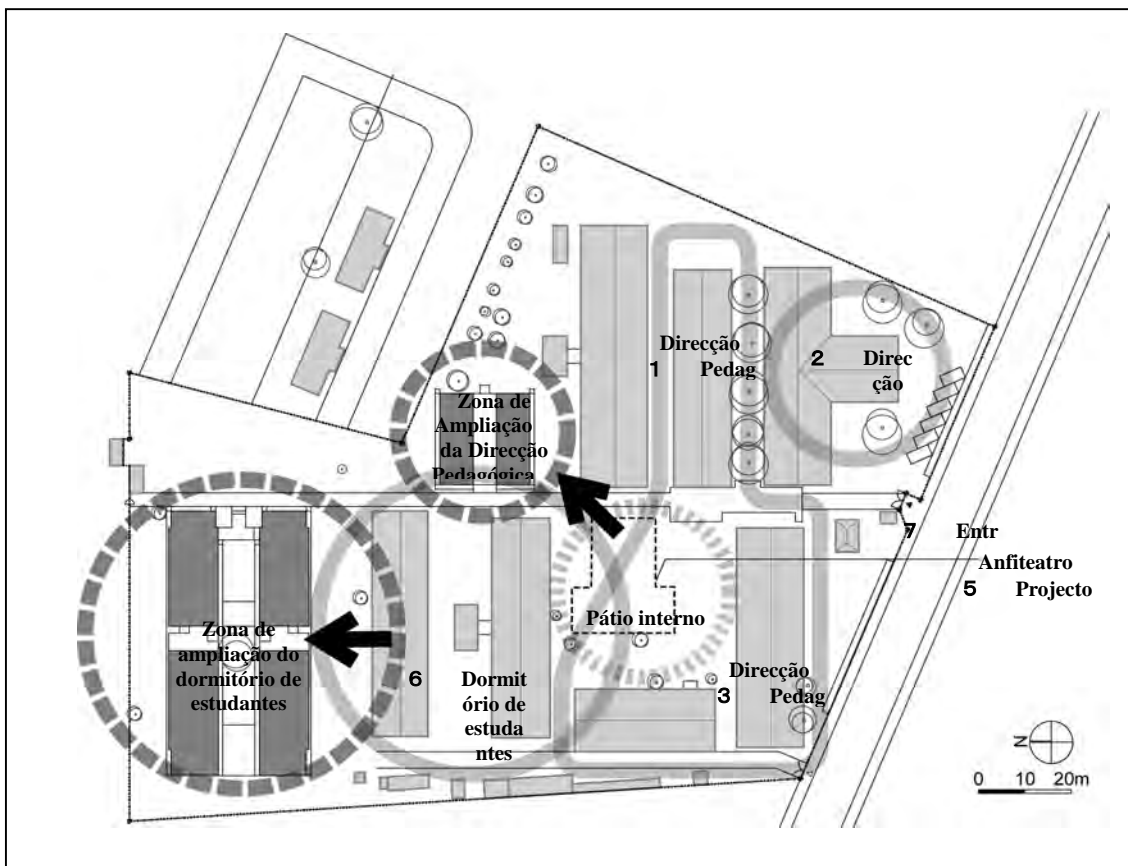 Direcção
Pedag
1
2
Direc
ção
Zona de
Ampliação
da Direcção
Pedagógica
7 Entr
Anfiteatro
5 Projecto
Pátio interno
Zona de
ampliação do
dormitório de
estudantes
6
Dormit
ório de
estuda
ntes
Direcção
3 Pedag
N
0 10 20m